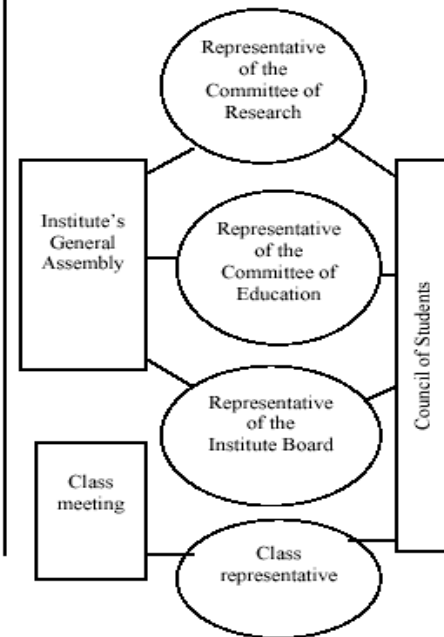 Representative
of the
Committee of
Research
Institute's
General
Assembly
Representative
of the
Committee of
Education
Council of Students
Representative
of the
Institute Board
Class
meeting
Class
representative